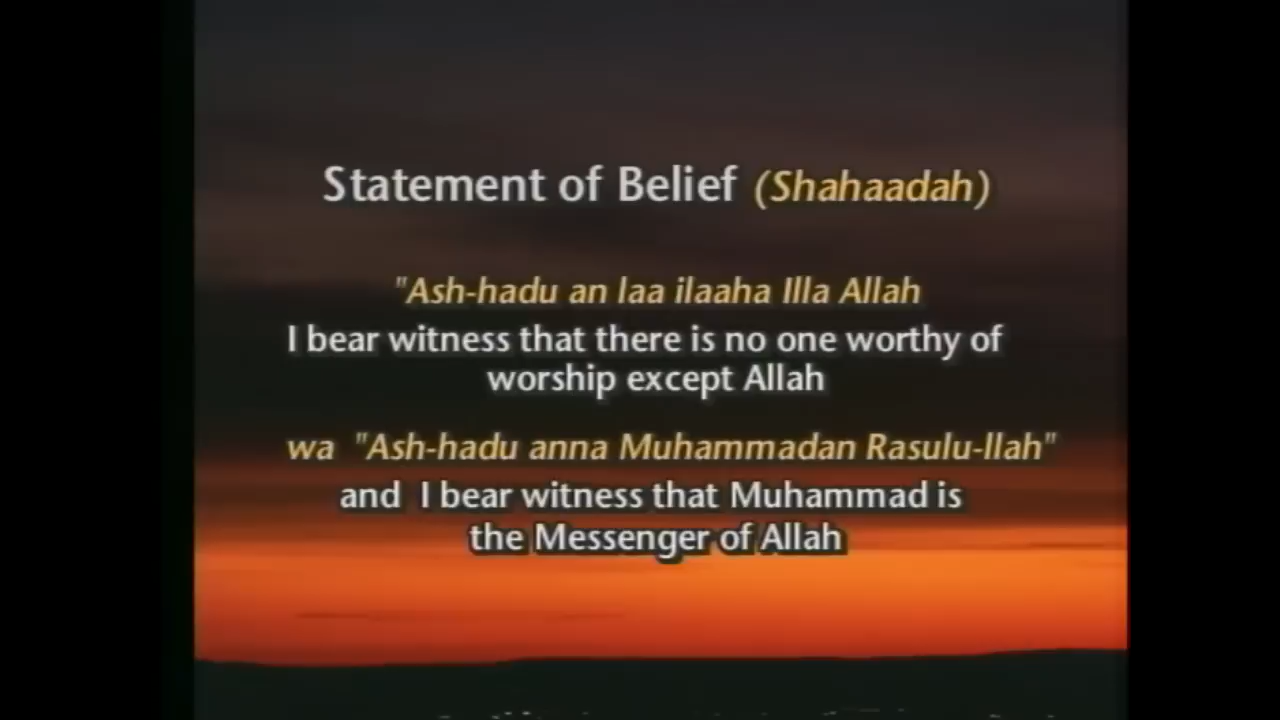 Statement of Belief (Shahaadah)
"Ash-hadu an laa ilaaha Illa Allah
I bear witness that there is no one worthy of
worship except Allah
wa "Ash-hadu anna Muhammadan Rasulu-llah"
and I bear witness that Muhammad is
the Messenger of Allah